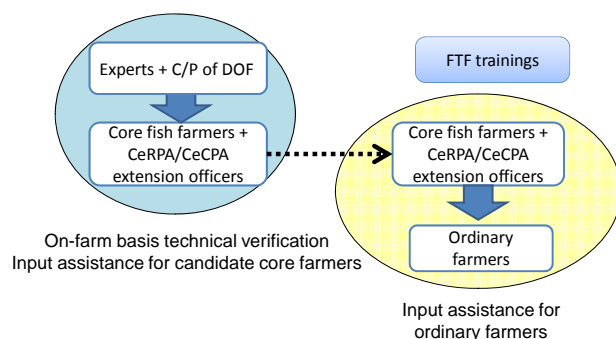 Experts + C/P of DOF
Core fish farmers +
CeRPA/CeCPA
extension officers
On-farm basis technical verification
Input assistance for candidate core farmers
FTF trainings
Core fish farmers +
CeRPA/CeCPA
extension officers
Ordinary
farmers
Input assistance for
ordinary farmers